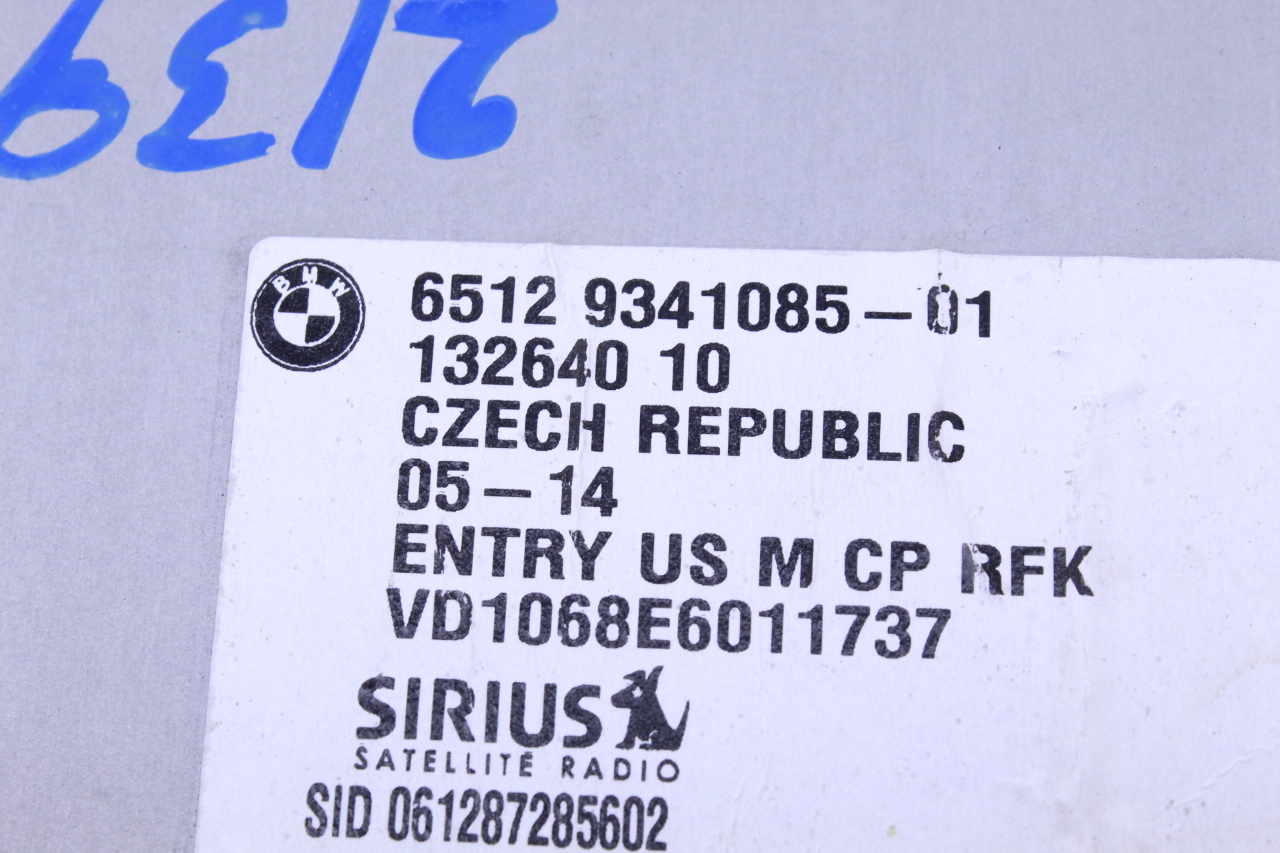 BMW
6512 9341085-01
132640 10
CZECH REPUBLIC
05-14
ENTRY US M CP RFK
VD1068E6011737
SIRIUS
SATELLITE RADIO
SID 061287285602